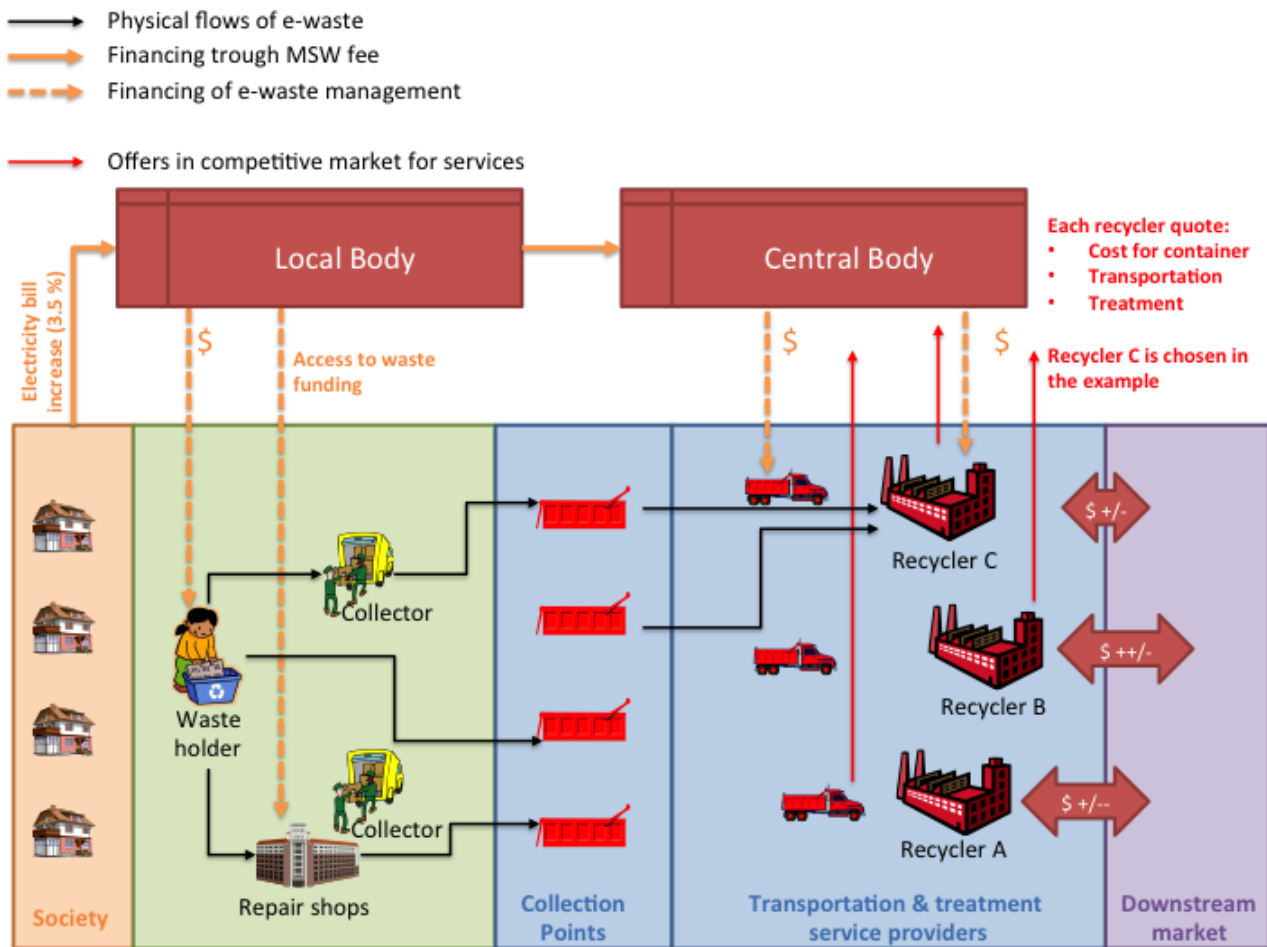 Physical flows of e-waste
Financing trough MSW fee
Financing of e-waste management
Offers in competitive market for services
Local Body
Central Body
Each recycler quote:
• Cost for container
• Transportation
• Treatment
Electricity bill
increase (3.5 %)
$
Access to waste
funding
$
$
Recycler C is chosen in
the example
Recycler C
$ +/-
Collector
Waste
holder
Recycler B
$ ++/-
Collector
Repair shops
Recycler A
$ +/--
Society
Collection
Points
Transportation & treatment
service providers
Downstream
market